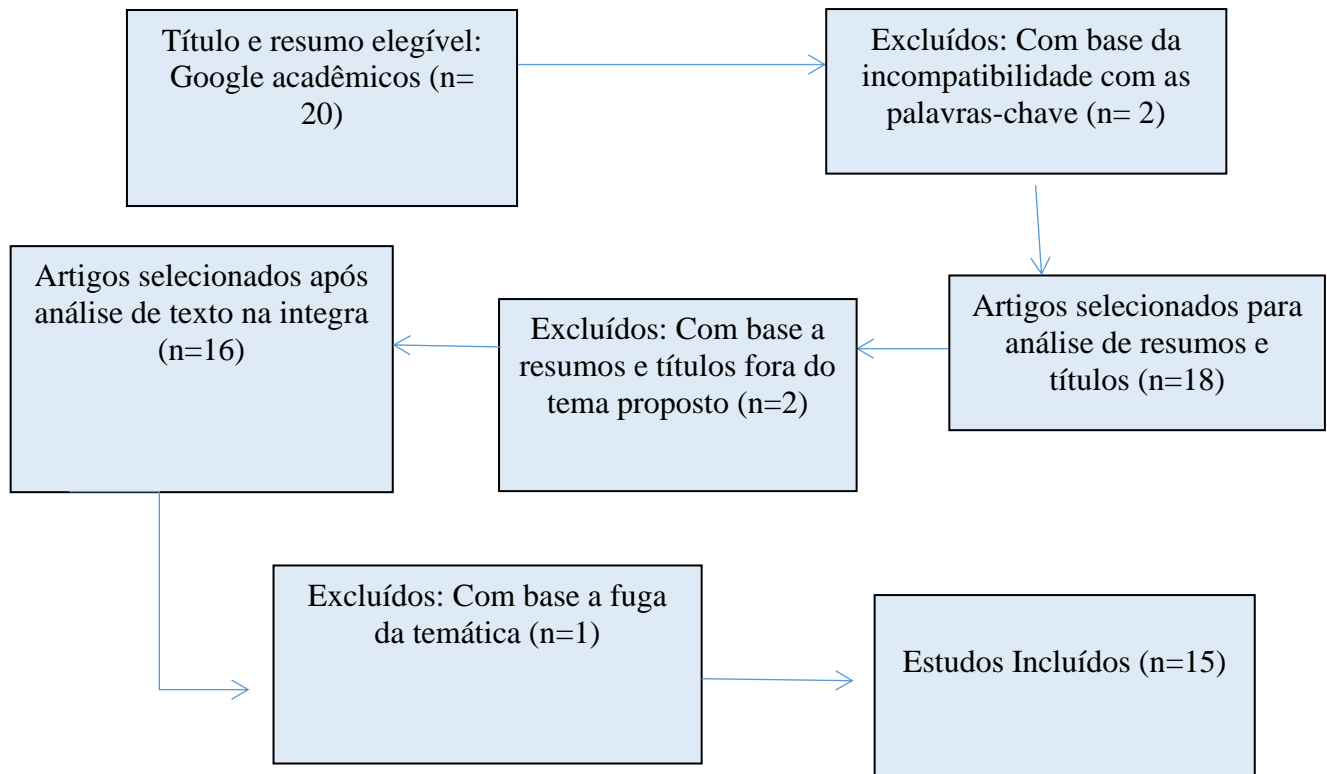 Título e resumo elegível:
Google acadêmicos (n=
20)
Excluídos: Com base da
incompatibilidade com as
palavras-chave (n= 2)
Artigos selecionados para
análise de resumos e
títulos (n=18)
Excluídos: Com base a
resumos e títulos fora do
tema proposto (n=2)
Artigos selecionados após
análise de texto na integra
(n=16)
Excluídos: Com base a fuga
da temática (n=1)
Estudos Incluídos (n=15)